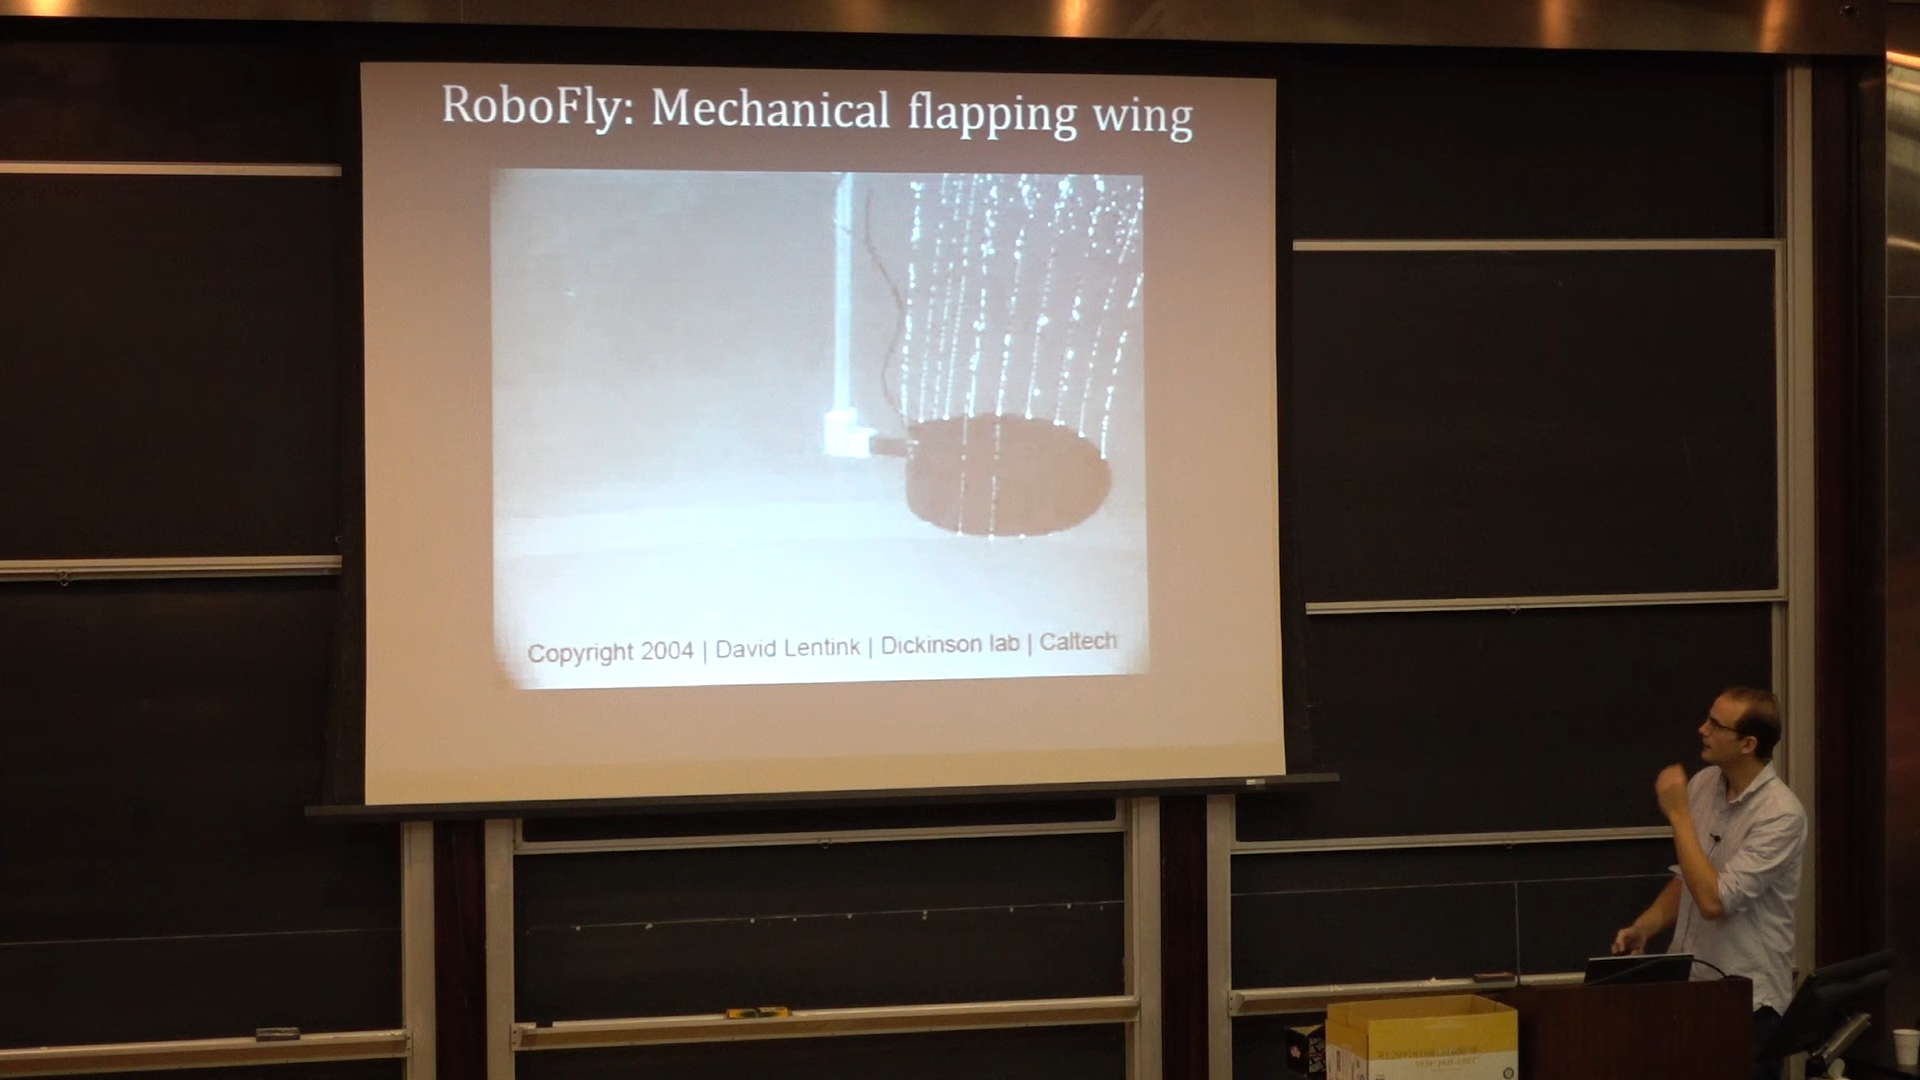 RoboFly: Mechanical flapping wing
Copyright 2004 | David Lentink | Dickinson lab | Caltech